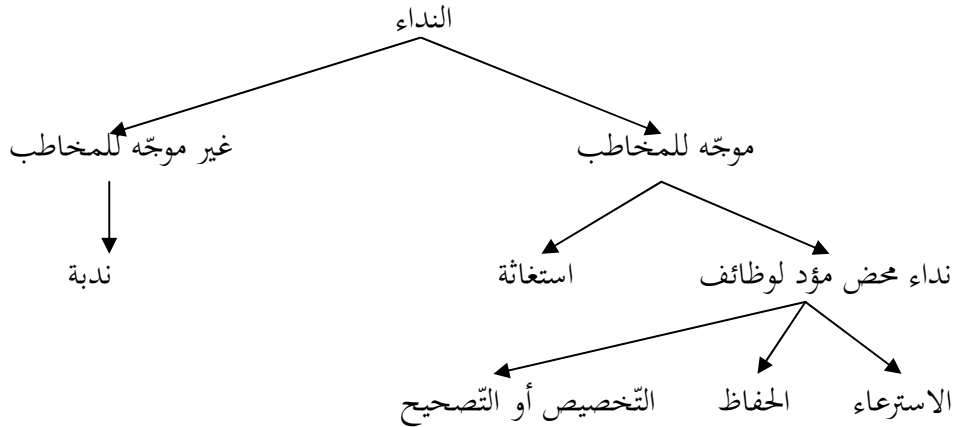 النداء
موجّه للمخاطب
غير موجّه للمخاطب
نداء محض مؤد لوظائف
استغاثة
ندبة
الاسترعاء
الحفاظ
التّخصيص أو التّصحيح